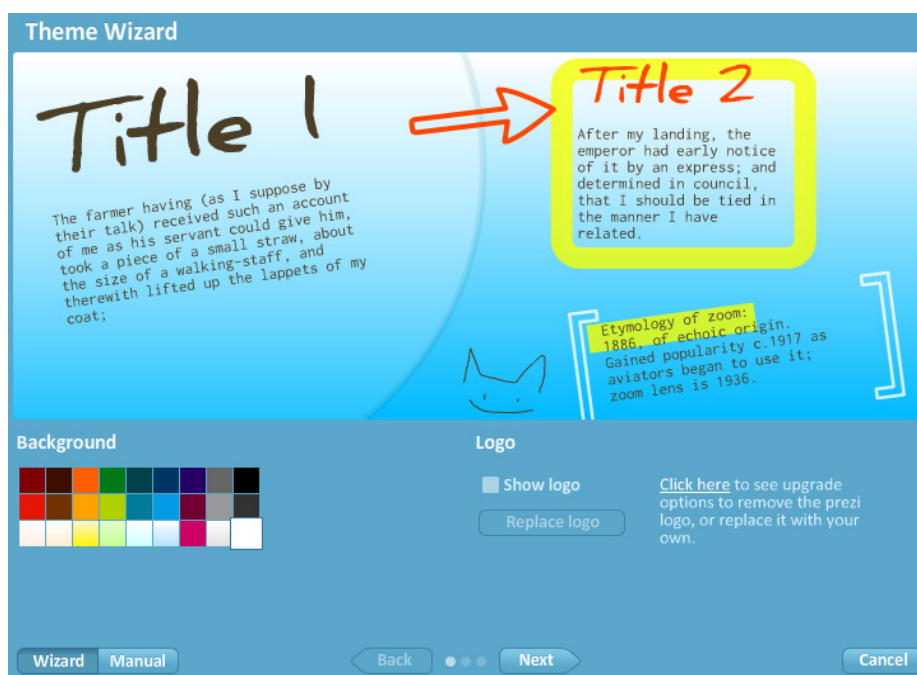 Theme Wizard
Title 1
The farmer having (as I suppose by
their talk) received such an account
of me as his servant could give him,
took a piece of a small straw, about
the size of a walking-staff, and
therewith lifted up the lappets of my
coat;
Title 2
After my landing, the
emperor had early notice
of it by an express; and
determined in council,
that I should be tied in
the manner I have
related.
Etymology of zoom:
1886, of echoic origin.
Gained popularity c.1917 as
aviators began to use it;
zoom lens is 1936.
Background
Logo
Show logo
Replace logo
Click here to see upgrade
options to remove the prezi
logo, or replace it with your
own.
Wizard Manual
Back
Next
Cancel